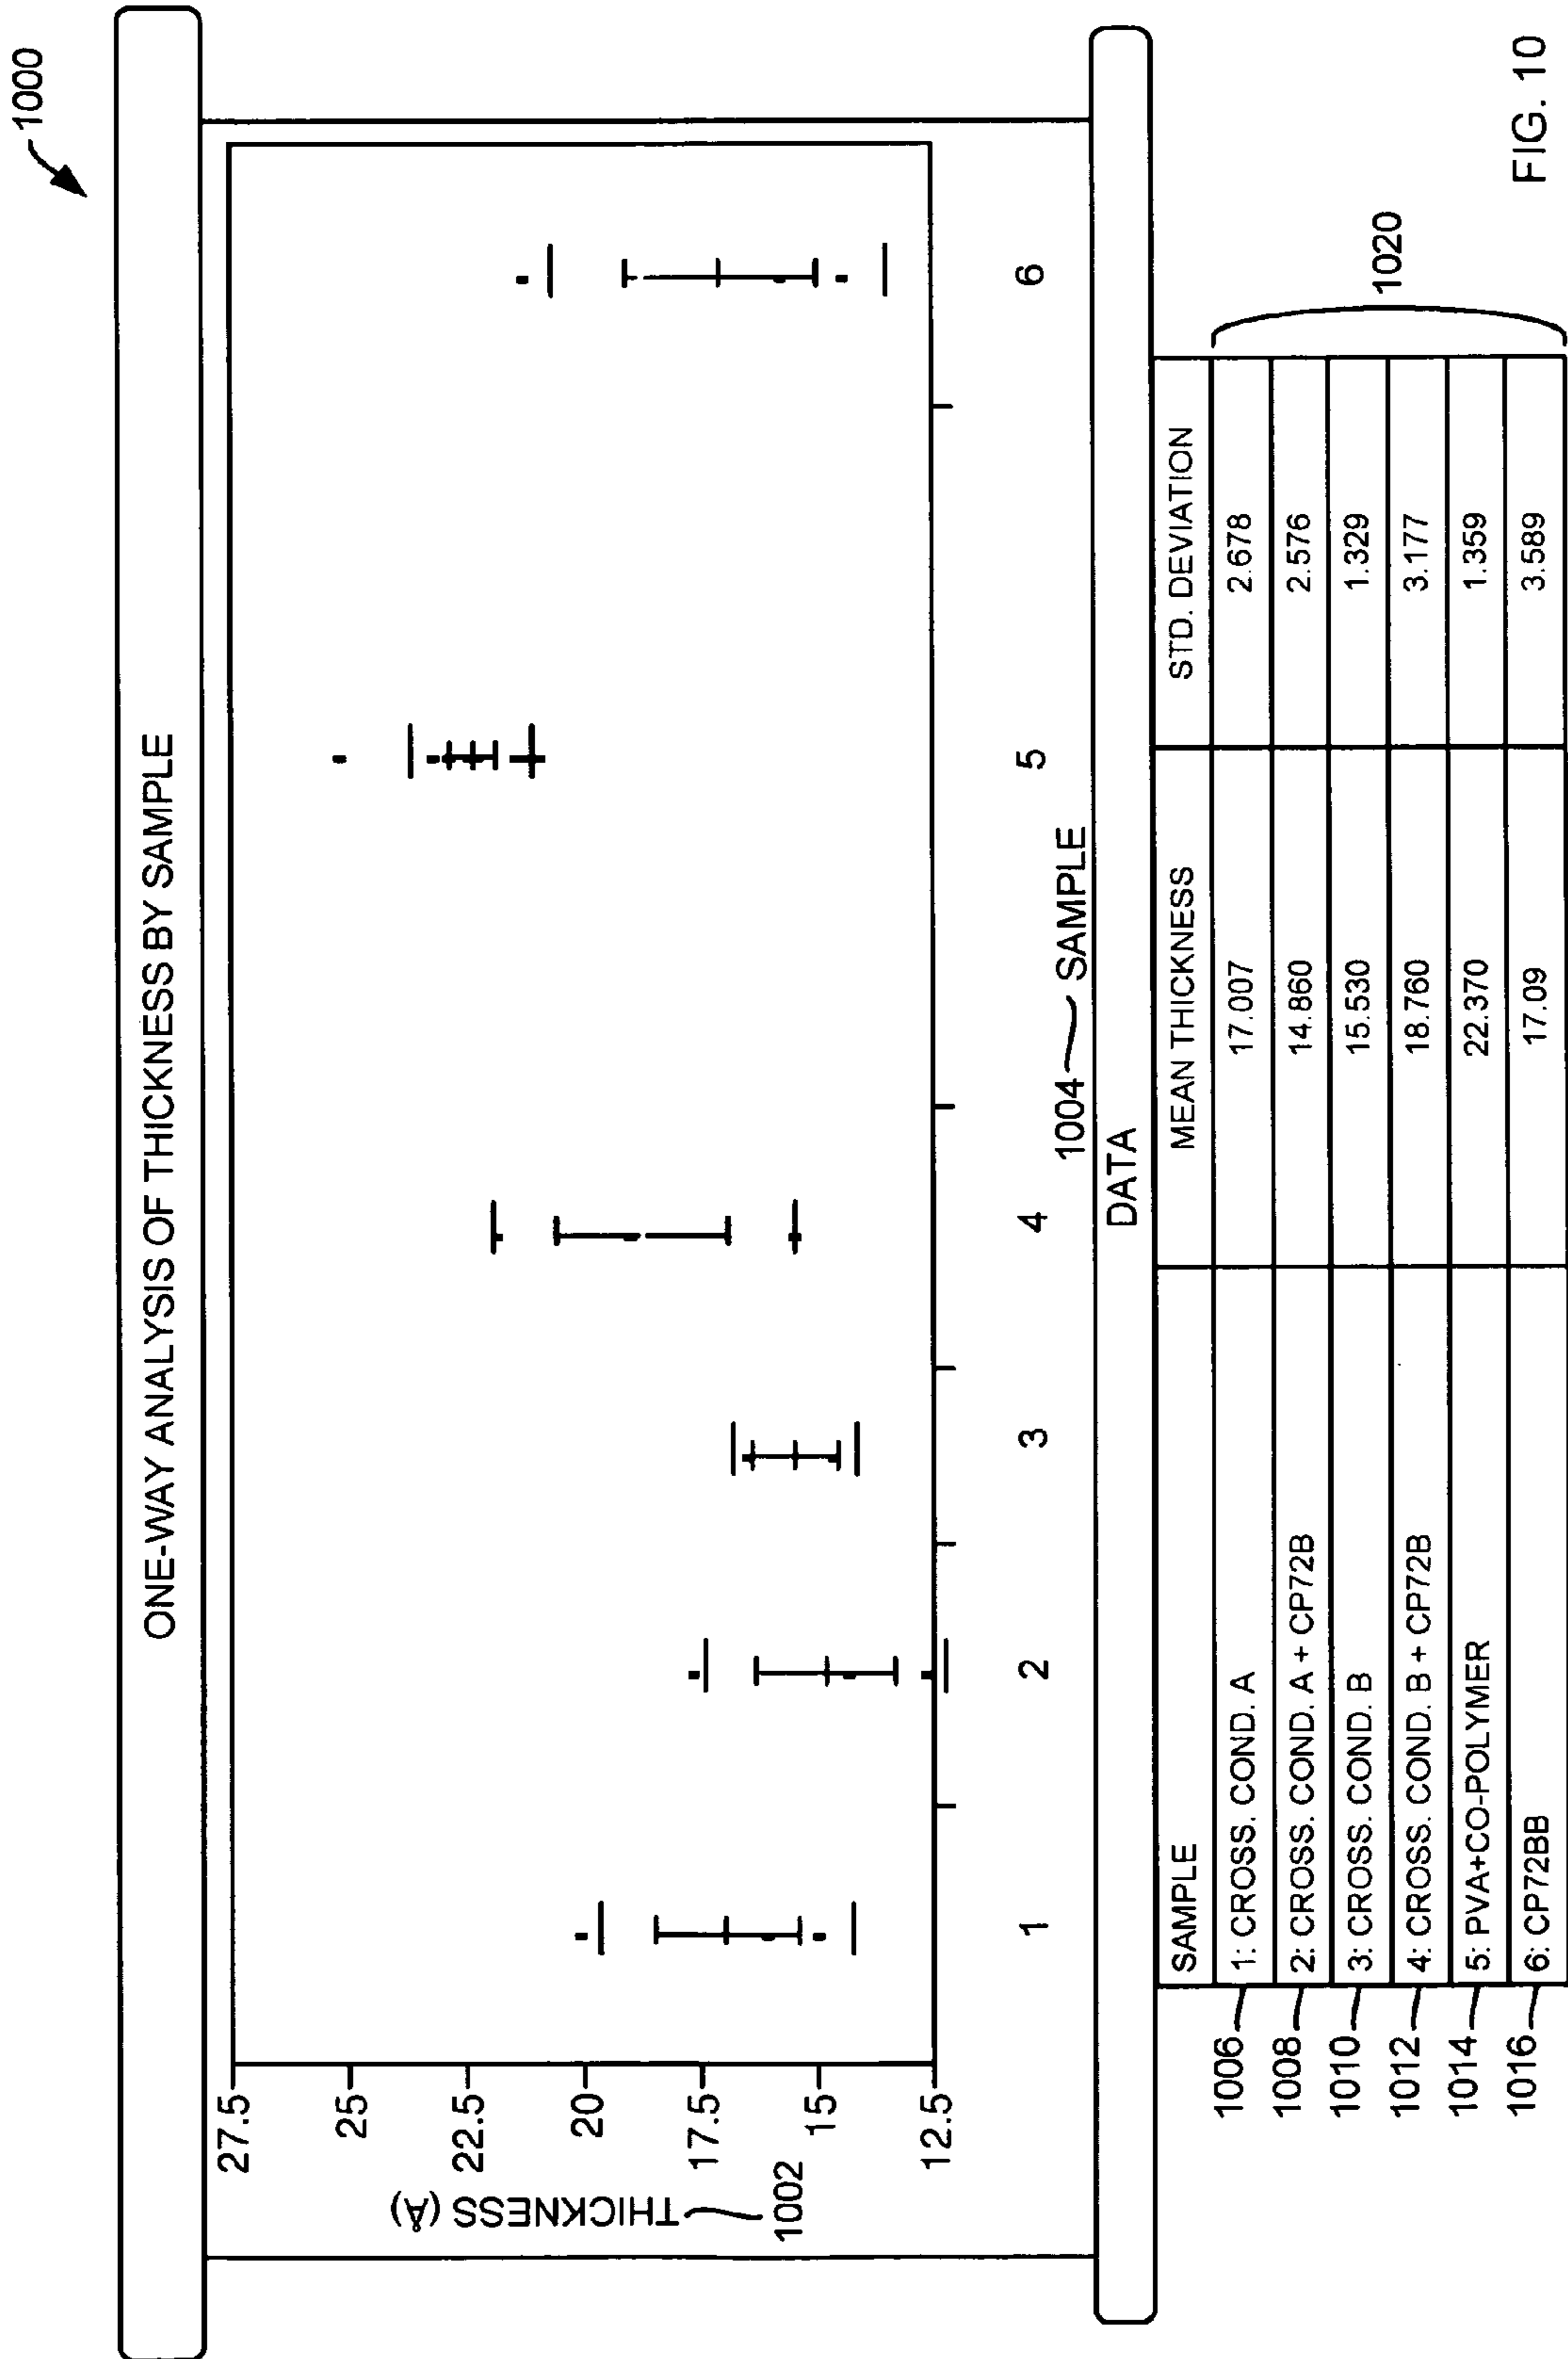 1000
ONE-WAY ANALYSIS OF THICKNESS BY SAMPLE
27.5
25
22.5
20
17.5
15
12.5
THICKNESS (Å)
1002
1 2 3 4 5 6
1004 SAMPLE
DATA
SAMPLE MEAN THICKNESS STD. DEVIATION
1006 1: CROSS. COND. A 17.007 2.678
1008 2: CROSS. COND. A + CP72B 14.860 2.576
1010 3: CROSS. COND. B 15.530 1.329
1012 4: CROSS. COND. B + CP72B 18.760 3.177
1014 5: PVA+CO-POLYMER 22.370 1.359
1016 6: CP72BB 17.09 3.589
1020
FIG. 10